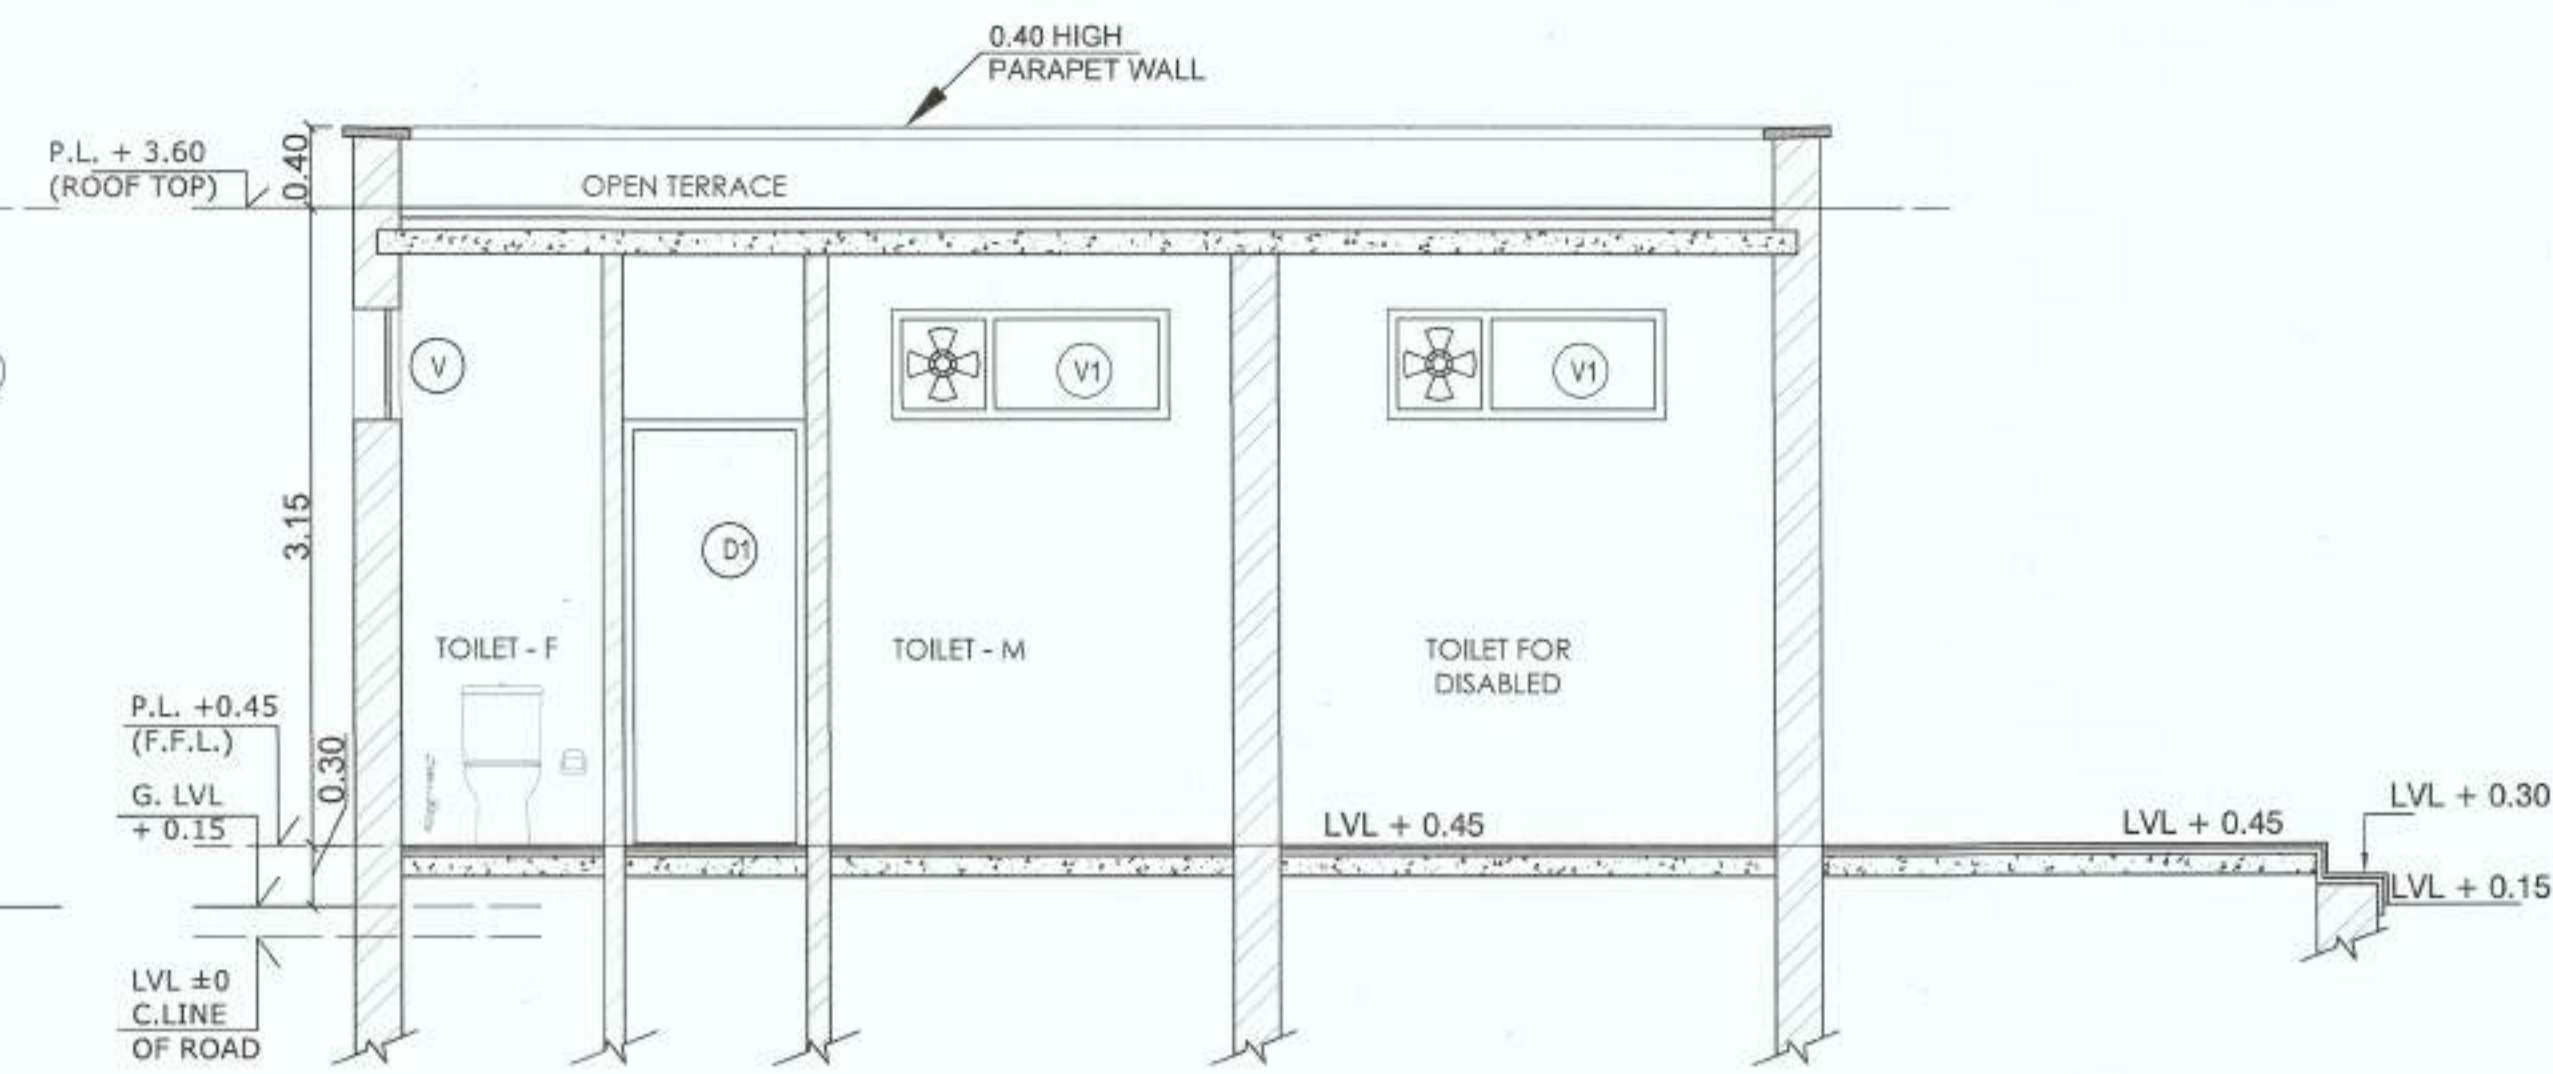 0.40 HIGH
PARAPET WALL
P.L. + 3.60
(ROOF TOP)
0.40
OPEN TERRACE
V
V1
V1
3.15
D1
TOILET - F
TOILET - M
TOILET FOR
DISABLED
P.L. +0.45
(F.F.L.)
0.30
G. LVL
+ 0.15
LVL + 0.45
LVL + 0.45
LVL + 0.30
LVL + 0.15
LVL ±0
C.LINE
OF ROAD